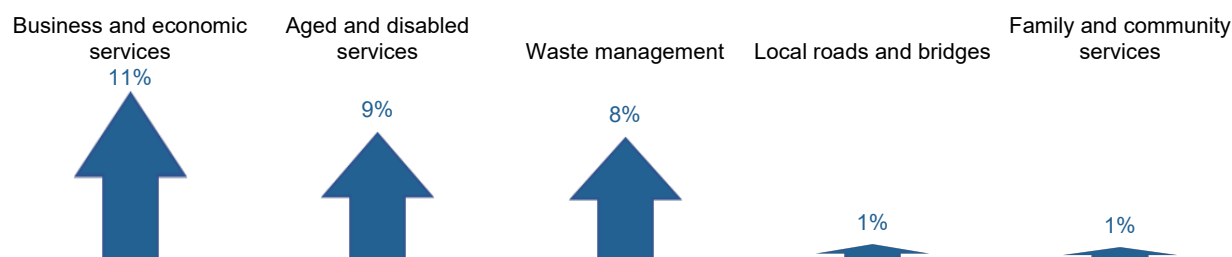 Business and economic
services
11%
Aged and disabled
services
9%
Waste management
8%
Local roads and bridges
1%
Family and community
services
1%